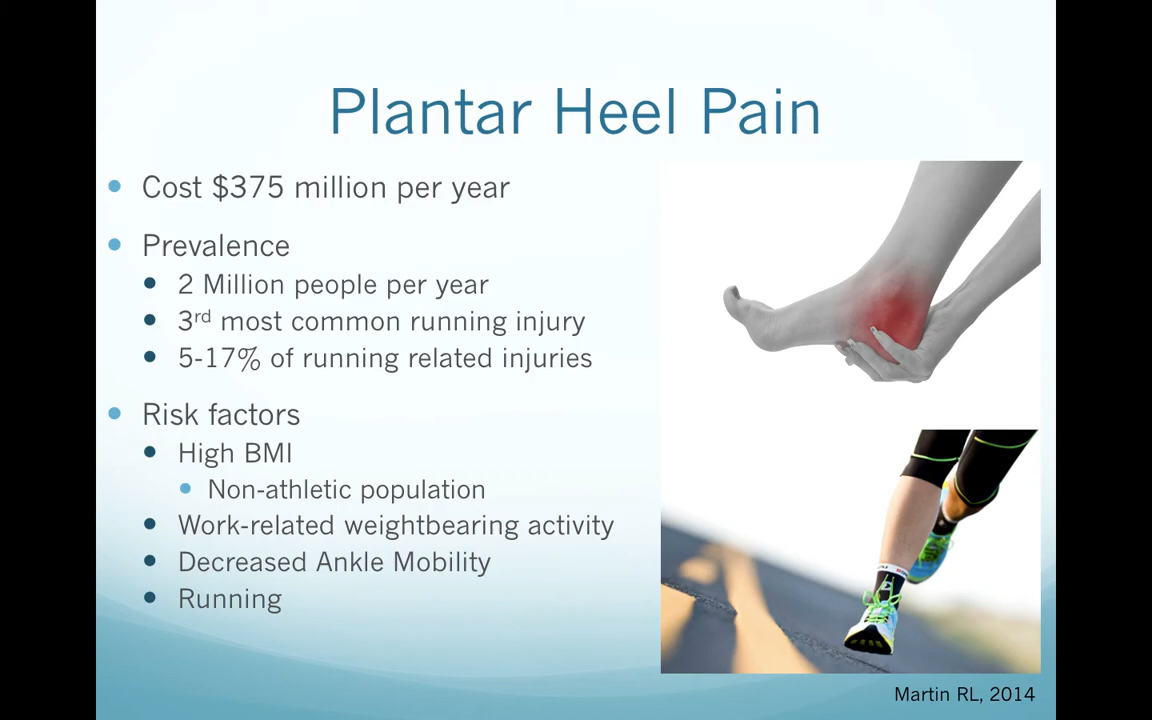 Plantar Heel Pain
Cost $375 million per year
Prevalence
2 Million people per year
3rd most common running injury
5-17% of running related injuries
Risk factors
High BMI
Non-athletic population
Work-related weightbearing activity
Decreased Ankle Mobility
Running
Martin RL, 2014